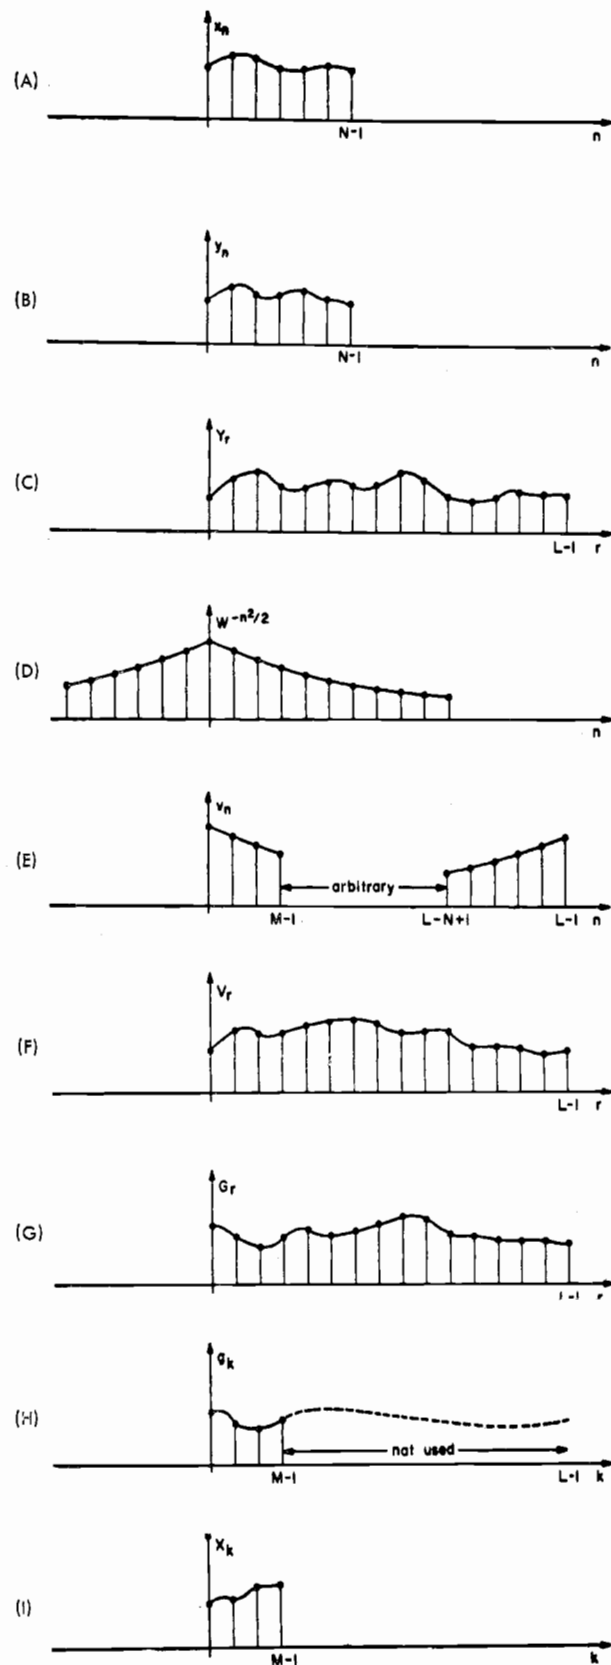 (A)
xₙ
N-1 n
(B)
yₙ
N-1 n
(C)
Yᵣ
L-1 r
(D)
W^-n²/2
n
(E)
vₙ
arbitrary
M-1 L-N+1 L-1 n
(F)
Vᵣ
L-1 r
(G)
Gᵣ
L-1 r
(H)
gₖ
not used
M-1 L-1 k
(I)
Xₖ
M-1 k